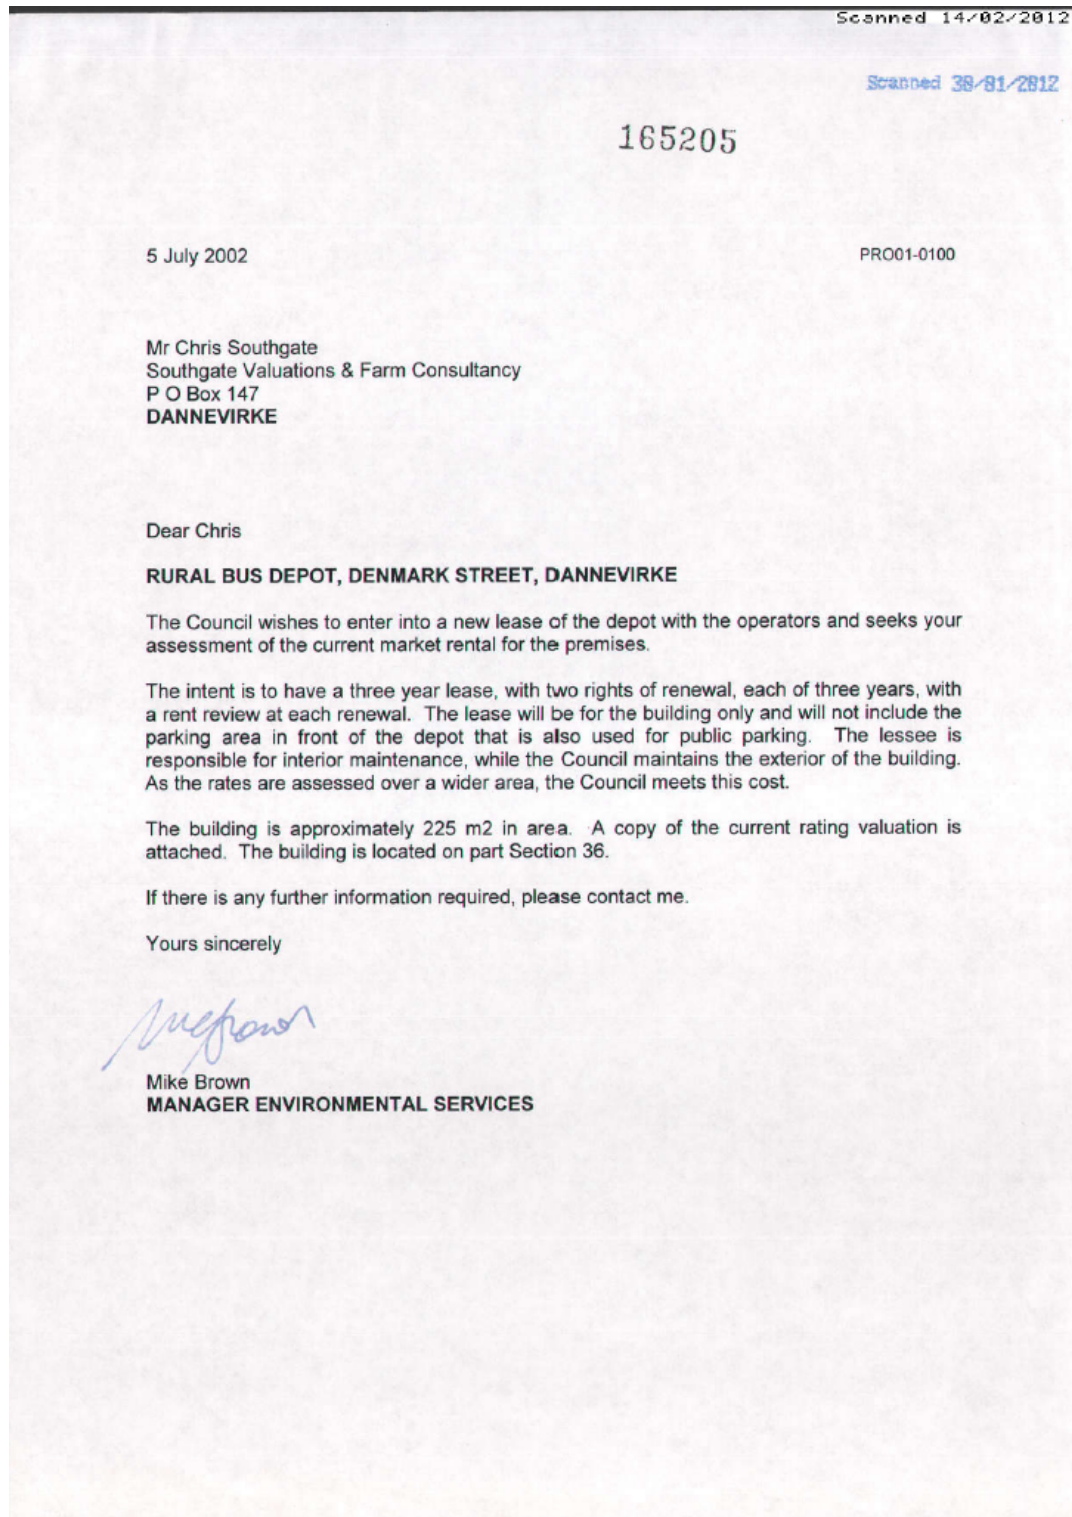 Scanned 14/02/2012
Scanned 30/01/2012
165205
5 July 2002 PRO01-0100
Mr Chris Southgate
Southgate Valuations & Farm Consultancy
P O Box 147
DANNEVIRKE
Dear Chris
RURAL BUS DEPOT, DENMARK STREET, DANNEVIRKE
The Council wishes to enter into a new lease of the depot with the operators and seeks your
assessment of the current market rental for the premises.
The intent is to have a three year lease, with two rights of renewal, each of three years, with
a rent review at each renewal. The lease will be for the building only and will not include the
parking area in front of the depot that is also used for public parking. The lessee is
responsible for interior maintenance, while the Council maintains the exterior of the building.
As the rates are assessed over a wider area, the Council meets this cost.
The building is approximately 225 m2 in area. A copy of the current rating valuation is
attached. The building is located on part Section 36.
If there is any further information required, please contact me.
Yours sincerely
Mike Brown
MANAGER ENVIRONMENTAL SERVICES